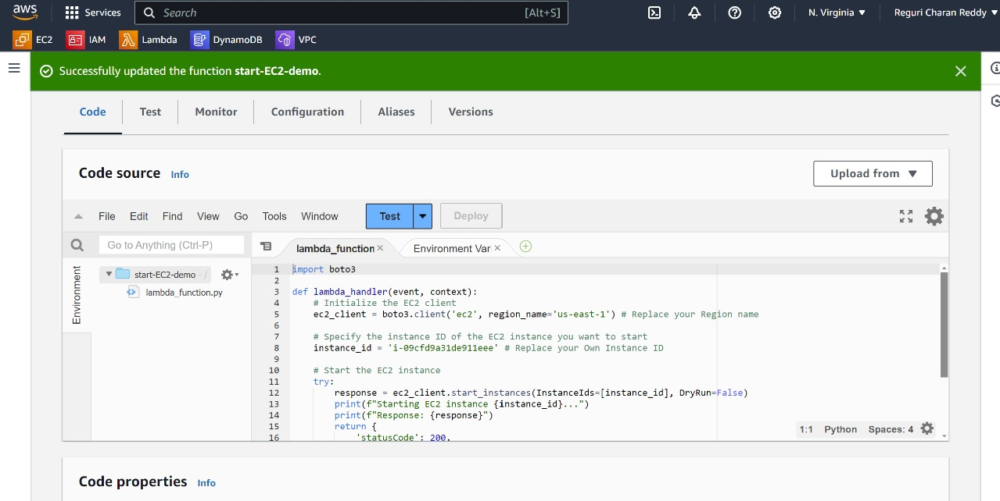 aws Services Search [Alt+S] N. Virginia Reguri Charan Reddy
EC2 IAM Lambda DynamoDB VPC
Successfully updated the function start-EC2-demo.
Code Test Monitor Configuration Aliases Versions
Code source Info Upload from
File Edit Find View Go Tools Window Test Deploy
Go to Anything (Ctrl-P) lambda_function Environment Var
Environment
start-EC2-demo - /
lambda_function.py
1 import boto3
2
3 def lambda_handler(event, context):
4 # Initialize the EC2 client
5 ec2_client = boto3.client('ec2', region_name='us-east-1') # Replace your Region name
6
7 # Specify the instance ID of the EC2 instance you want to start
8 instance_id = 'i-09cfd9a31de911eee' # Replace your Own Instance ID
9
10 # Start the EC2 instance
11 try:
12 response = ec2_client.start_instances(InstanceIds=[instance_id], DryRun=False)
13 print(f"Starting EC2 instance {instance_id}...")
14 print(f"Response: {response}")
15 return {
16 'statusCode': 200,
1:1 Python Spaces: 4
Code properties Info